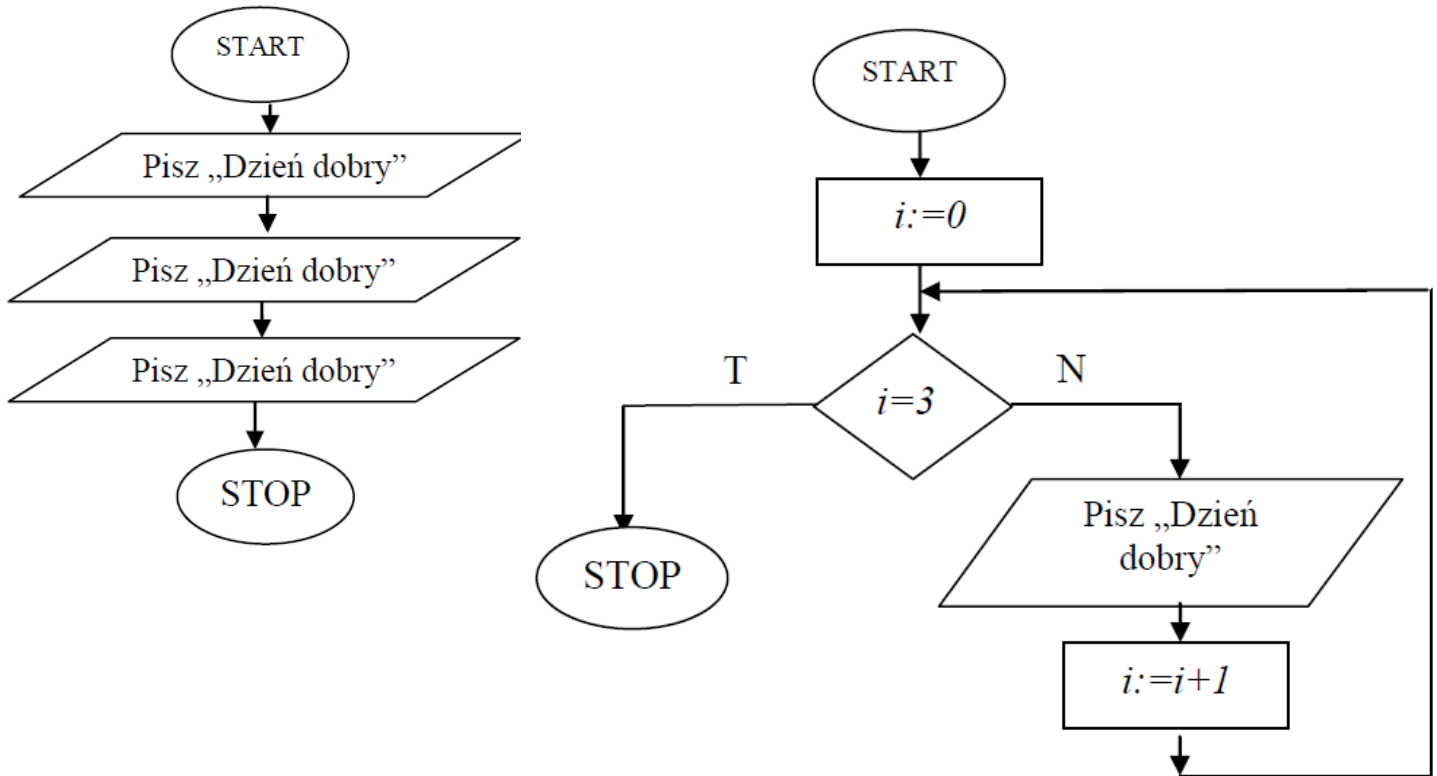 START
Pisz „Dzień dobry”
Pisz „Dzień dobry”
Pisz „Dzień dobry”
STOP
START
i:=0
i=3
T
N
STOP
Pisz „Dzień
dobry”
i:=i+1